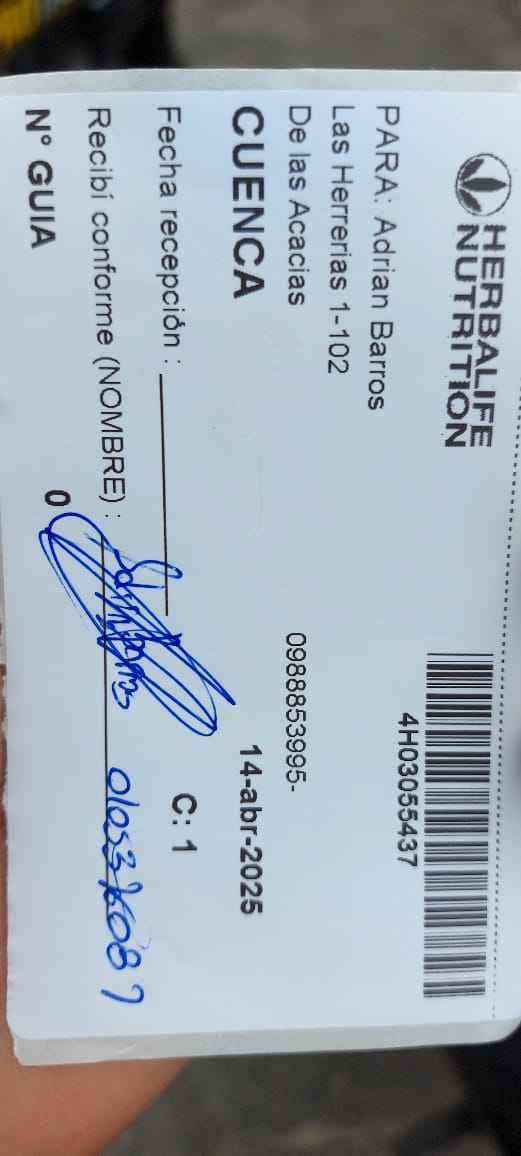 HERBALIFE
NUTRITION
4H03055437
PARA: Adrian Barros
Las Herrerias 1-102
De las Acacias
0988853995-
CUENCA
14-abr-2025
Fecha recepción :
C: 1
Recibí conforme (NOMBRE) :
N° GUIA
0